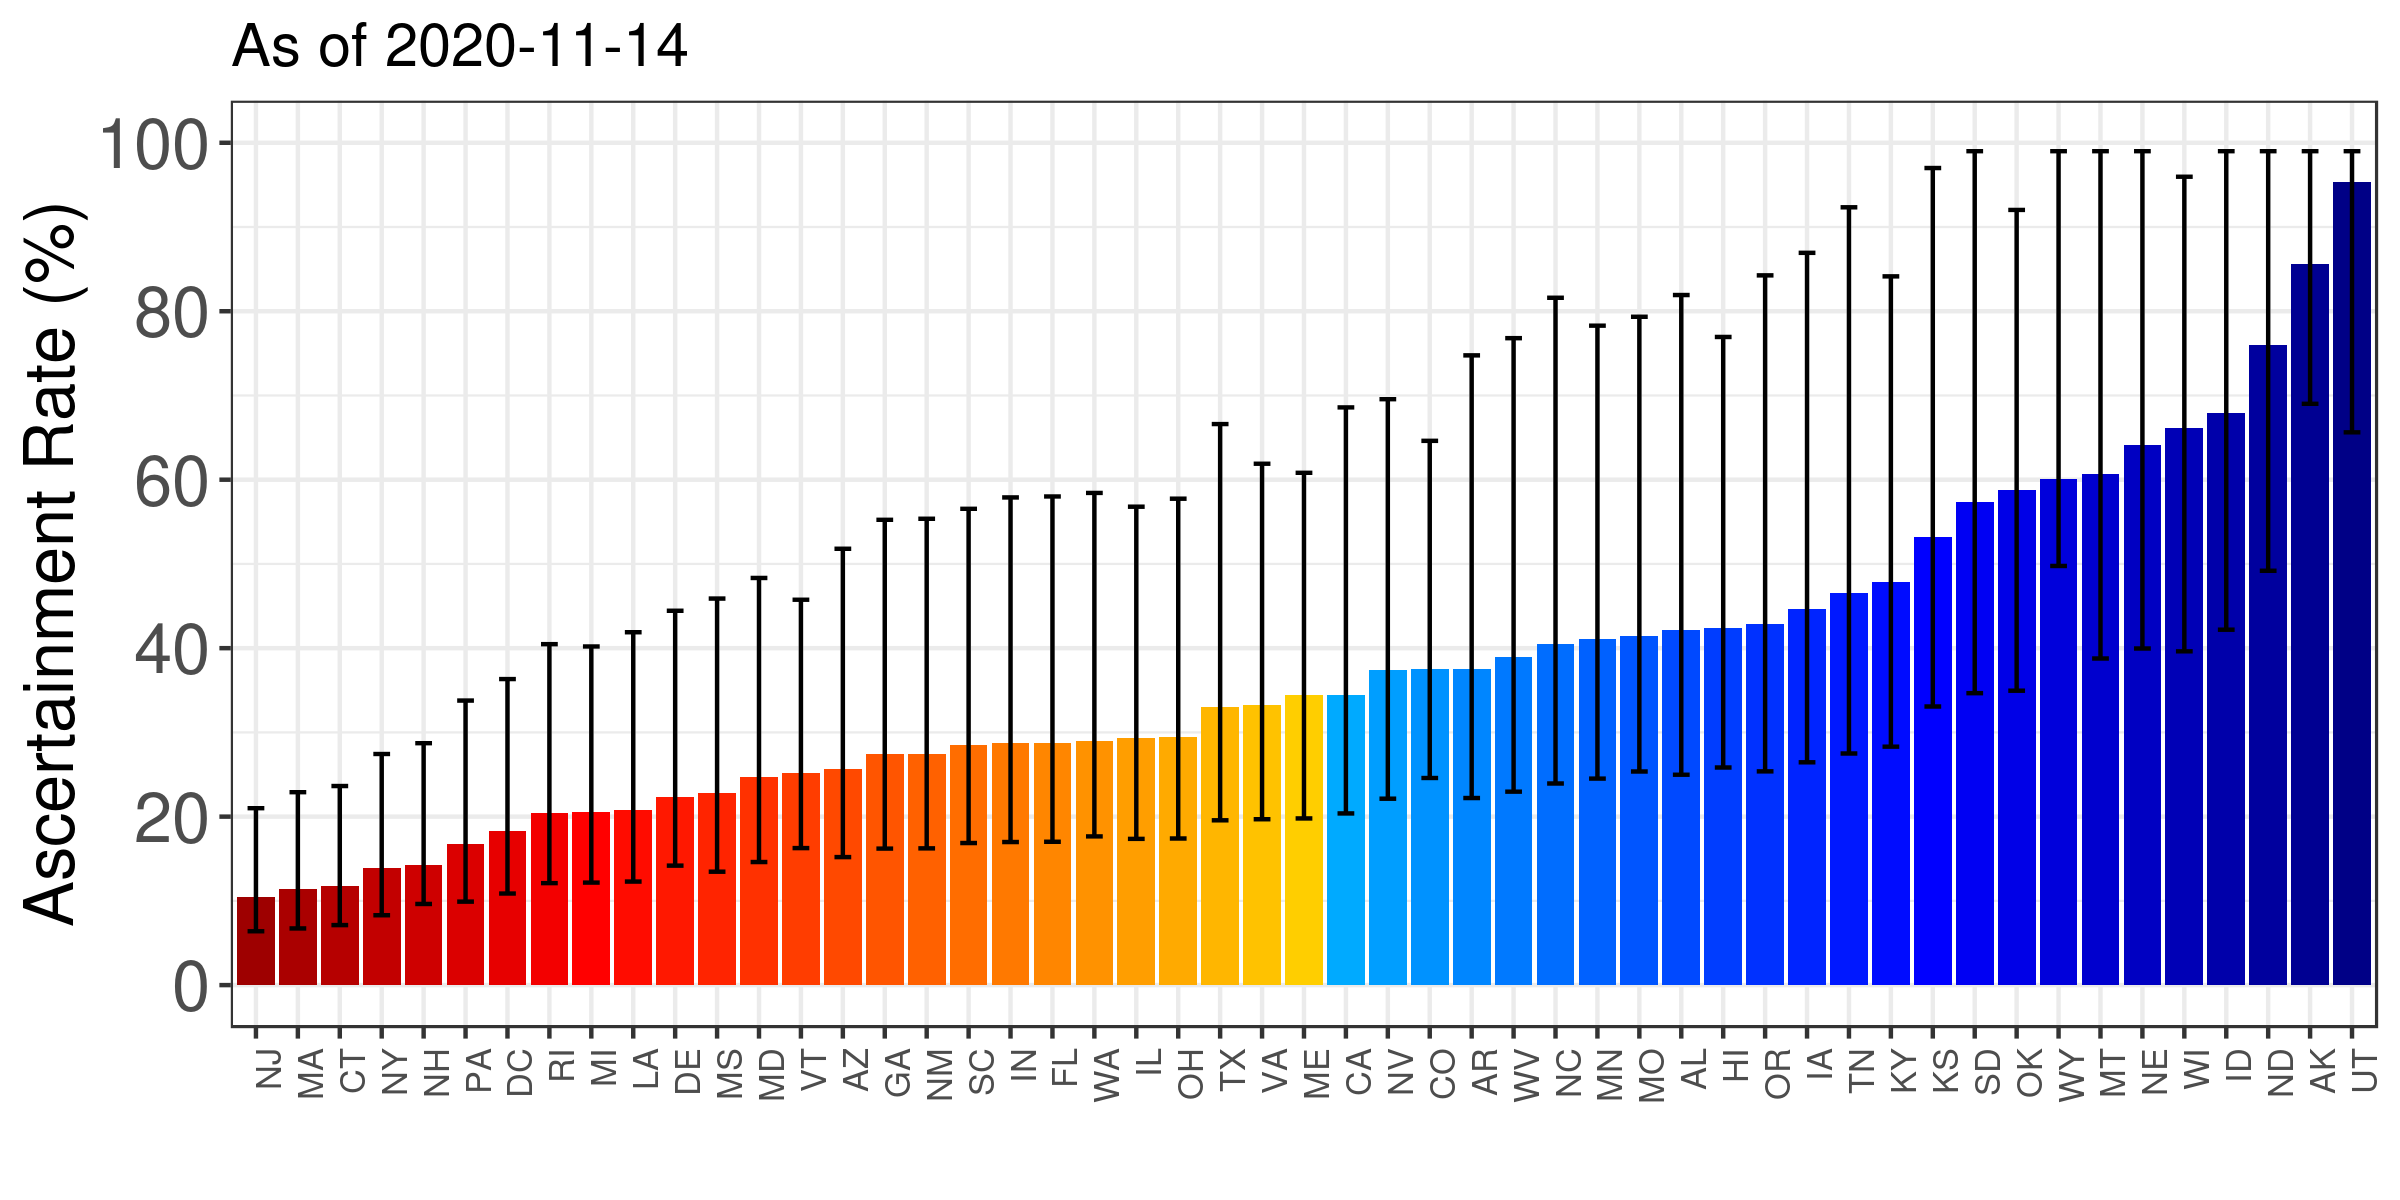 As of 2020-11-14
Ascertainment Rate (%)
100
80
60
40
20
0
NJ MA CT NY NH PA DC RI MI LA DE MS MD VT AZ GA NM SC IN FL WA IL OH TX VA ME CA NV CO AR WV NC MN MO AL HI OR IA TN KY KS SD OK WY MT NE WI ID ND AK UT